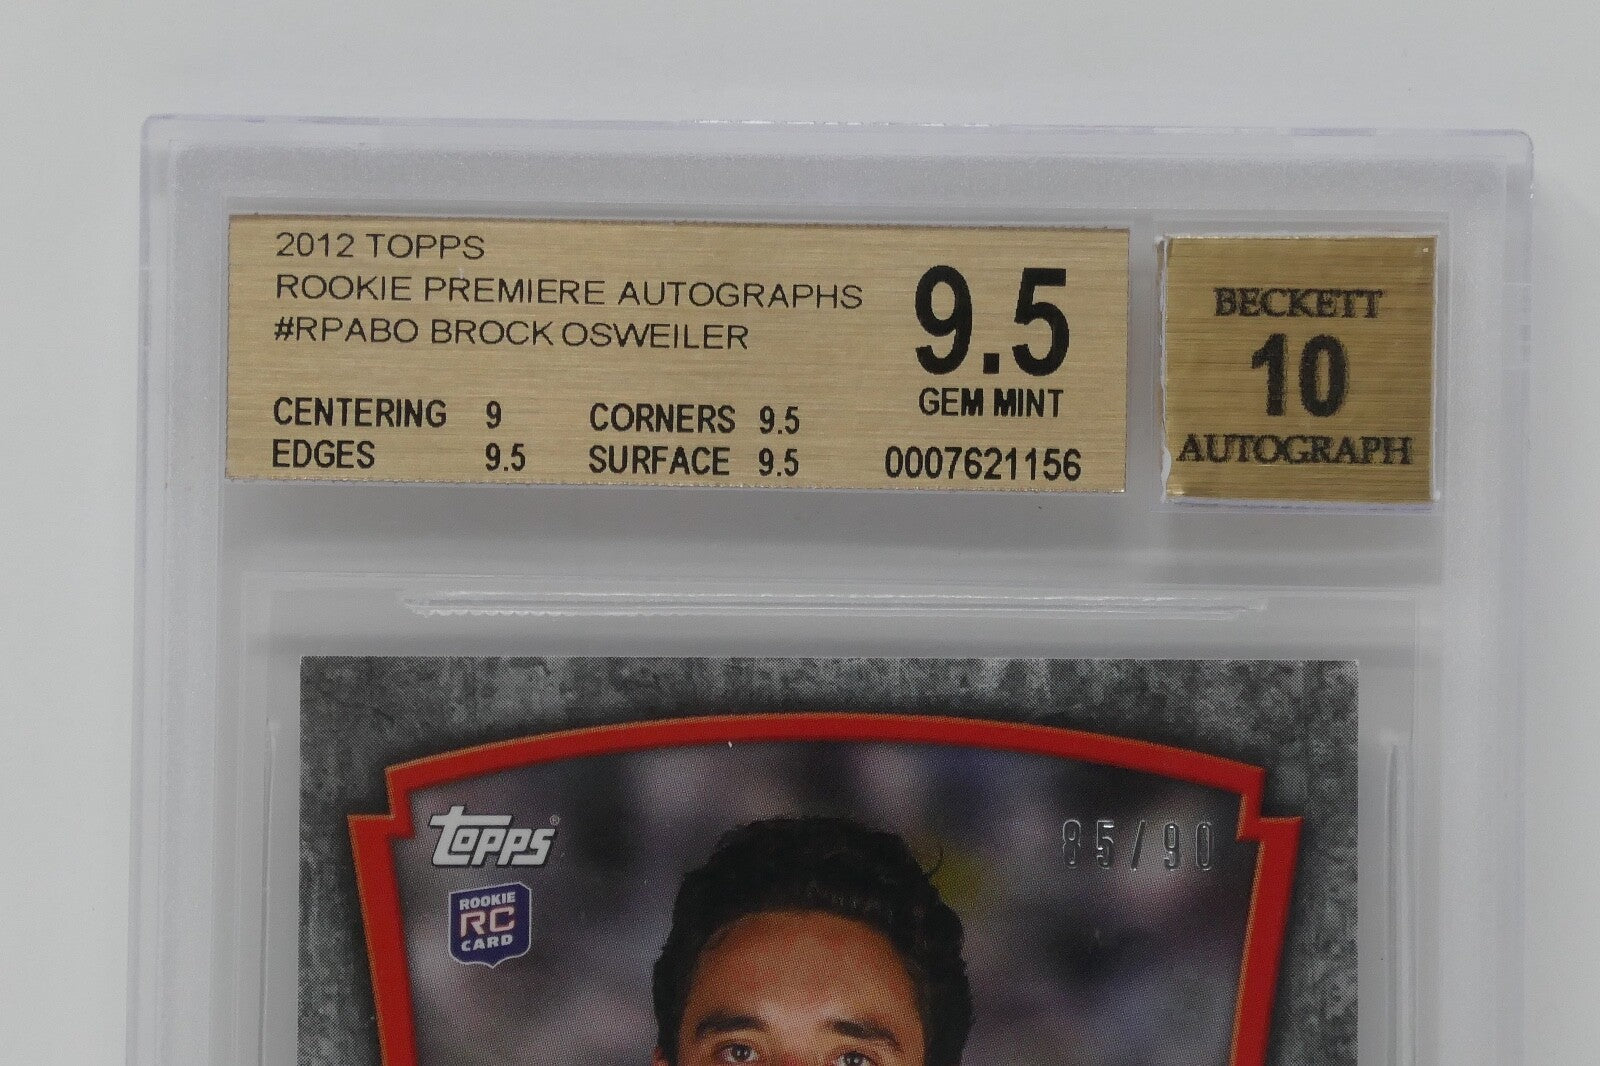 2012 TOPPS
ROOKIE PREMIERE AUTOGRAPHS
#RPABO BROCK OSWEILER
CENTERING 9 CORNERS 9.5
EDGES 9.5 SURFACE 9.5
9.5
GEM MINT
0007621156
BECKETT
10
AUTOGRAPH
topps®
85/90
ROOKIE
RC
CARD